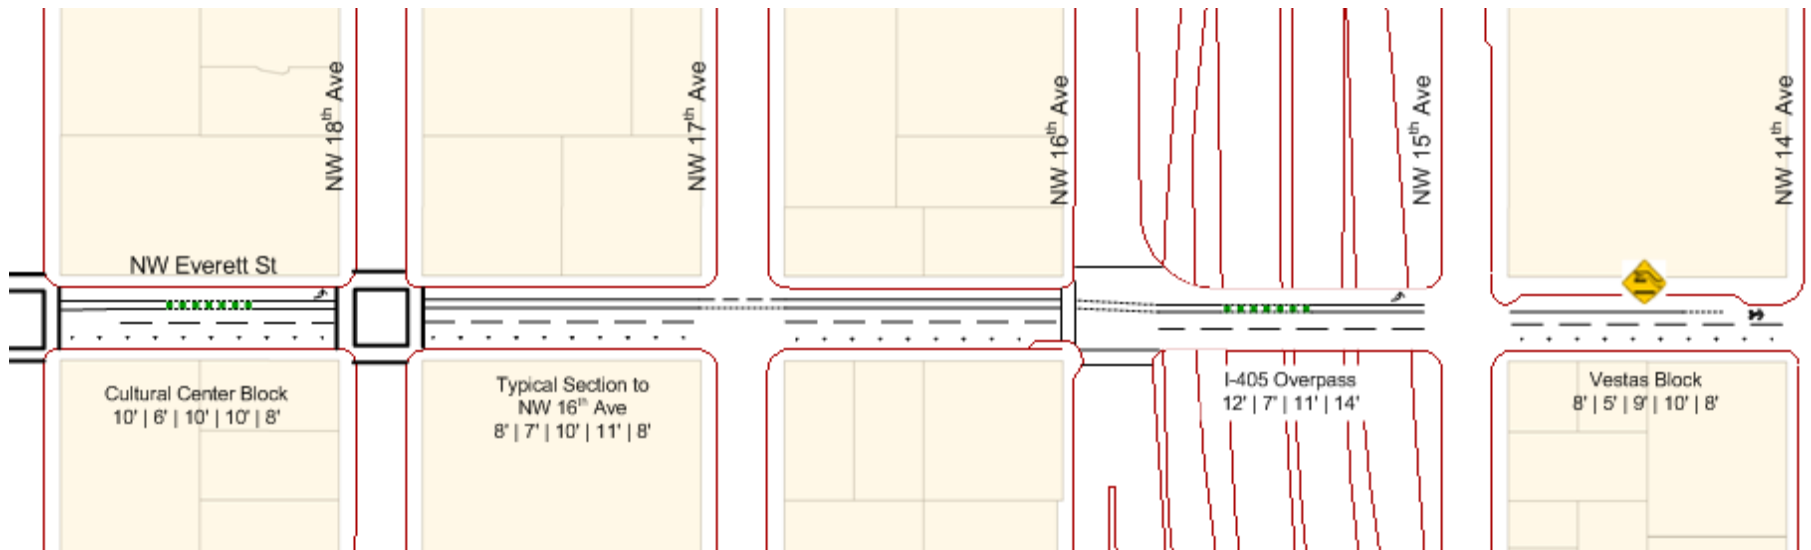 NW 18th Ave
NW 17th Ave
NW 16th Ave
NW 15th Ave
NW 14th Ave
NW Everett St
Cultural Center Block
10' | 6' | 10' | 10' | 8'
Typical Section to
NW 16th Ave
8' | 7' | 10' | 11' | 8'
I-405 Overpass
12' | 7' | 11' | 14'
Vestas Block
8' | 5' | 9' | 10' | 8'